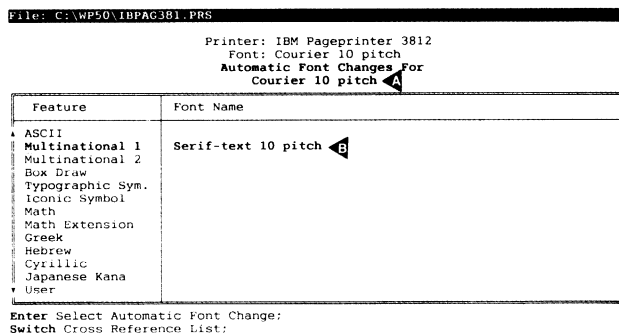 File: C:\WP50\IBPAG381.PRS
Printer: IBM Pageprinter 3812
Font: Courier 10 pitch
Automatic Font Changes For
Courier 10 pitch A
Feature Font Name
ASCII
Multinational 1 Serif-text 10 pitch B
Multinational 2
Box Draw
Typographic Sym.
Iconic Symbol
Math
Math Extension
Greek
Hebrew
Cyrillic
Japanese Kana
User
Enter Select Automatic Font Change;
Switch Cross Reference List;